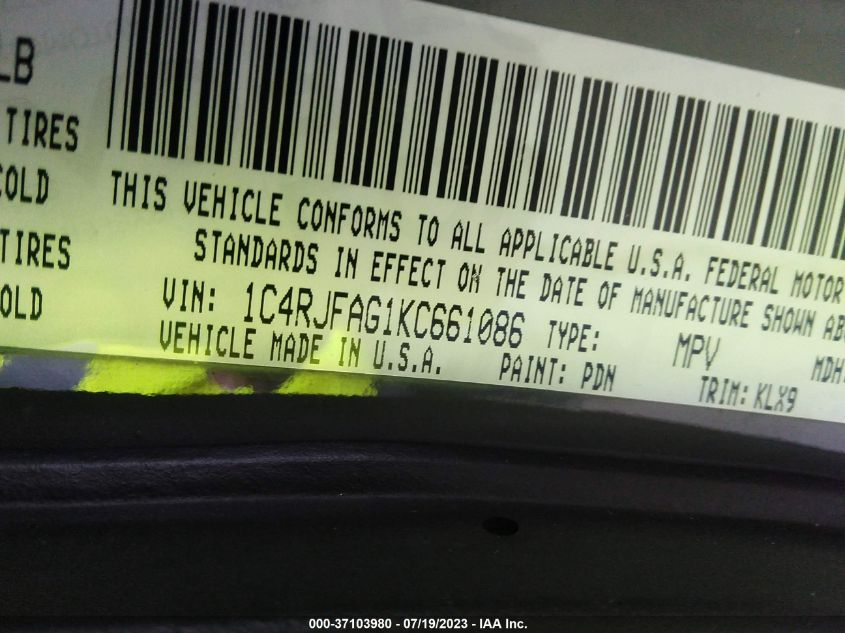 LB
TIRES
COLD
TIRES
OLD
THIS VEHICLE CONFORMS TO ALL APPLICABLE U.S.A. FEDERAL MOTOR
STANDARDS IN EFFECT ON THE DATE OF MANUFACTURE SHOWN AB
VIN: 1C4RJFAG1KC661086 TYPE: MPV MDH:
VEHICLE MADE IN U.S.A. PAINT: PDN TRIM: KLX9
000-37103980 - 07/19/2023 - IAA Inc.